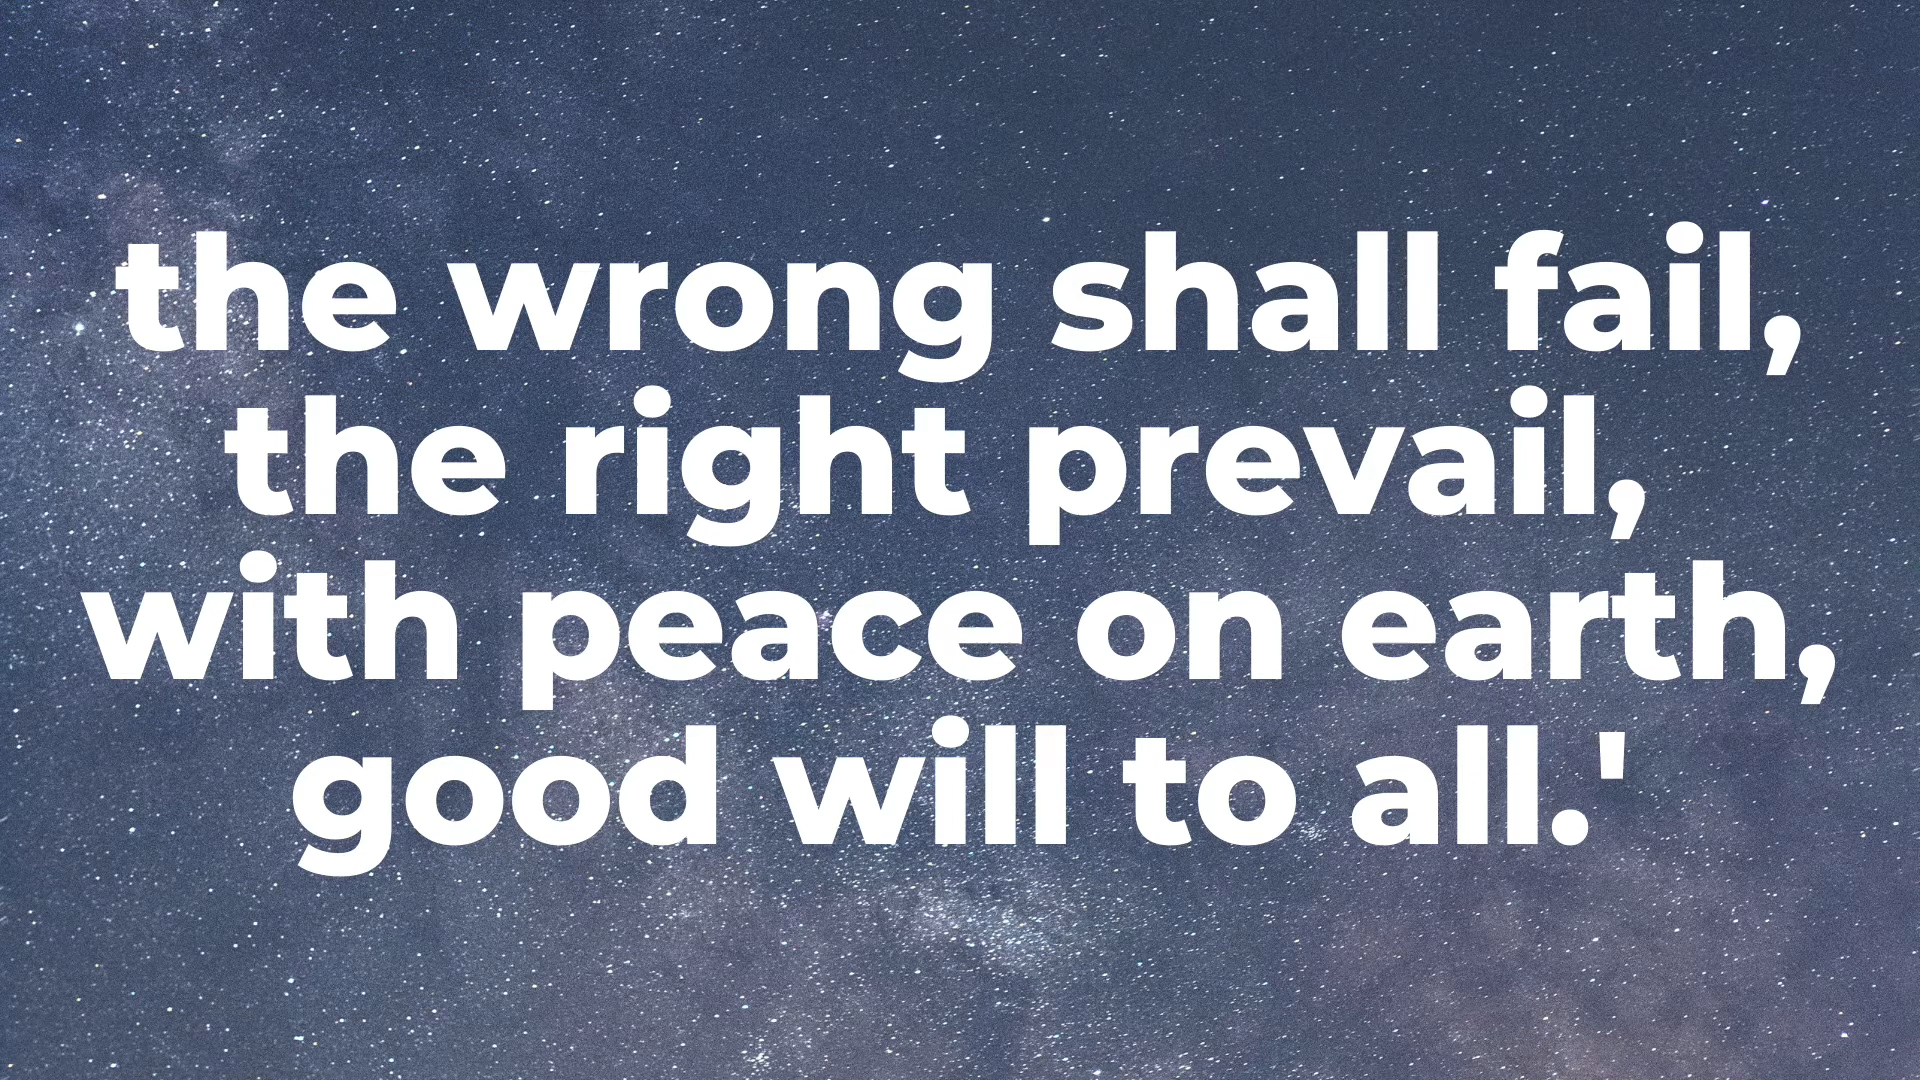 the wrong shall fail,
the right prevail,
with peace on earth,
good will to all.'